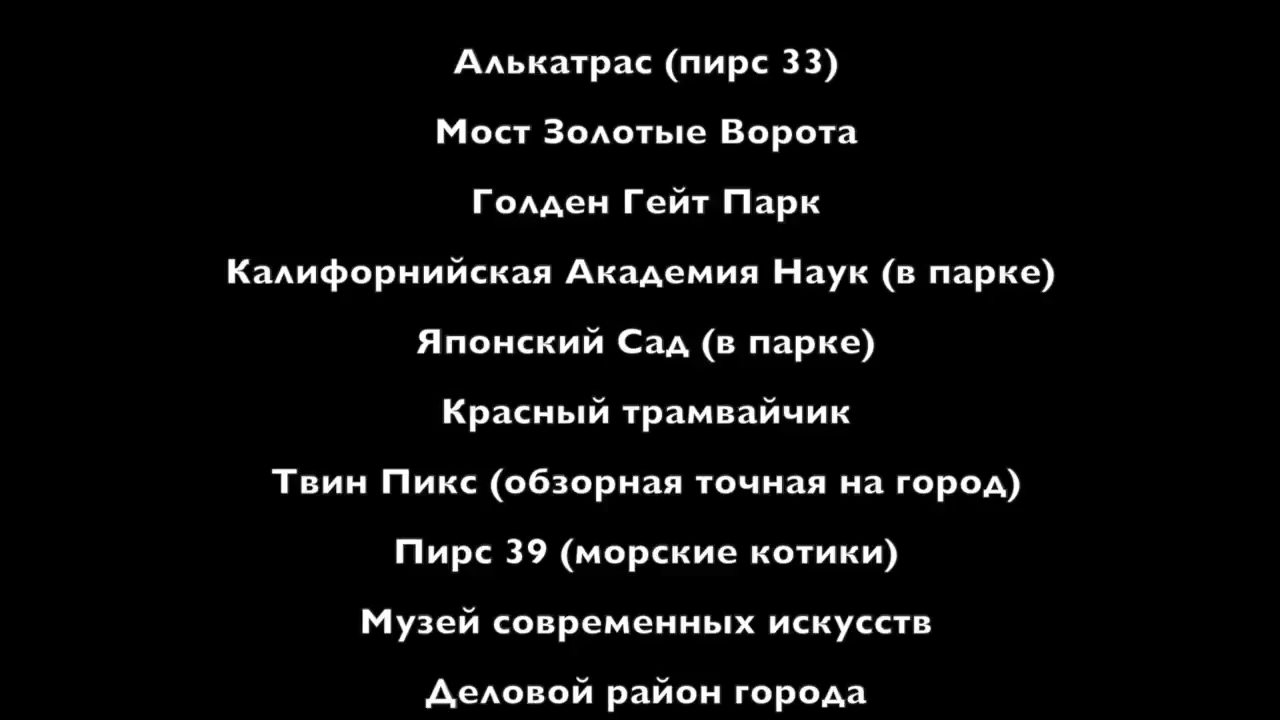 Алькатрас (пирс 33)
Мост Золотые Ворота
Голден Гейт Парк
Калифорнийская Академия Наук (в парке)
Японский Сад (в парке)
Красный трамвайчик
Твин Пикс (обзорная точная на город)
Пирс 39 (морские котики)
Музей современных искусств
Деловой район города